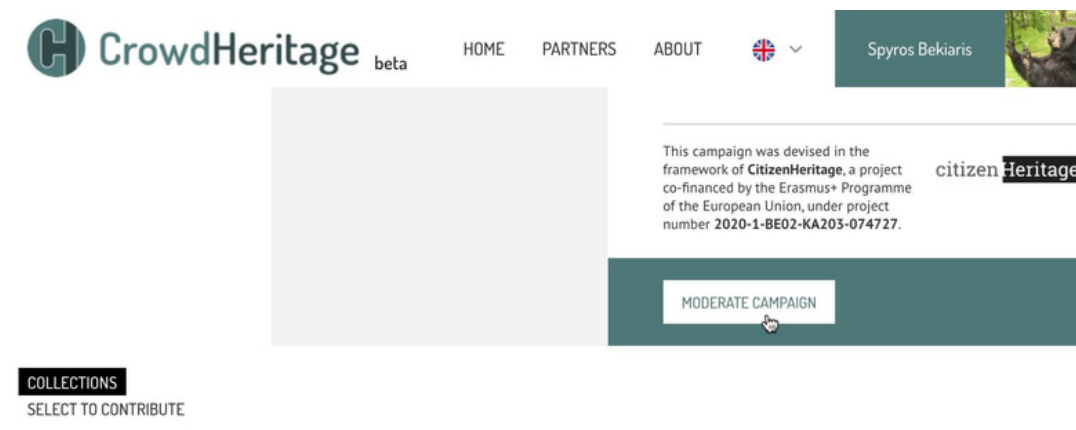 CrowdHeritage beta
HOME
PARTNERS
ABOUT
Spyros Bekiaris
This campaign was devised in the
framework of CitizenHeritage, a project
co-financed by the Erasmus+ Programme
of the European Union, under project
number 2020-1-BE02-KA203-074727.
citizenHeritage
MODERATE CAMPAIGN
COLLECTIONS
SELECT TO CONTRIBUTE